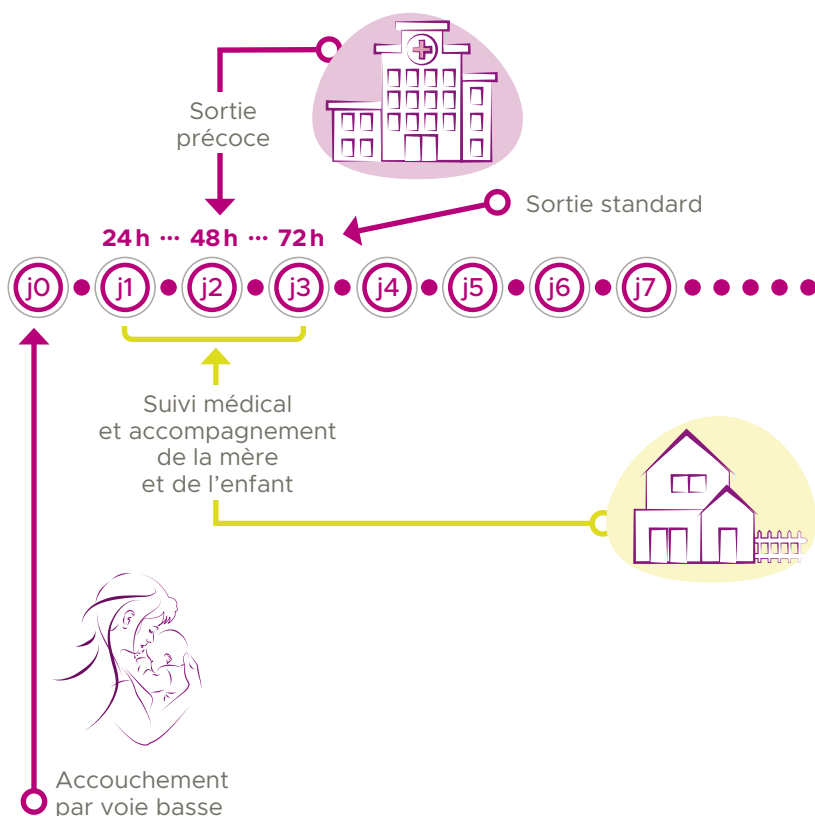 Sortie
précoce
Sortie standard
24 h ··· 48 h ··· 72 h
j0 j1 j2 j3 j4 j5 j6 j7
Suivi médical
et accompagnement
de la mère
et de l’enfant
Accouchement
par voie basse